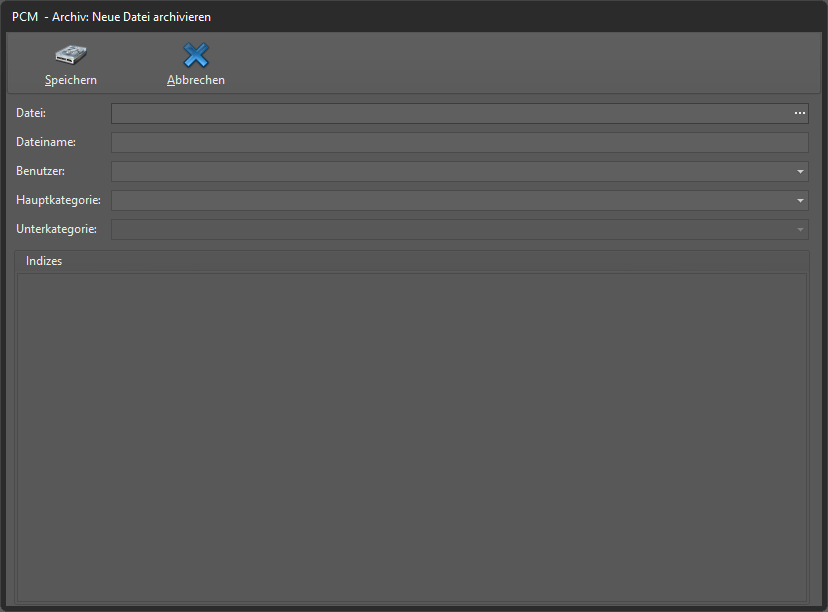 PCM - Archiv: Neue Datei archivieren
Speichern Abbrechen
Datei:
Dateiname:
Benutzer:
Hauptkategorie:
Unterkategorie:
Indizes